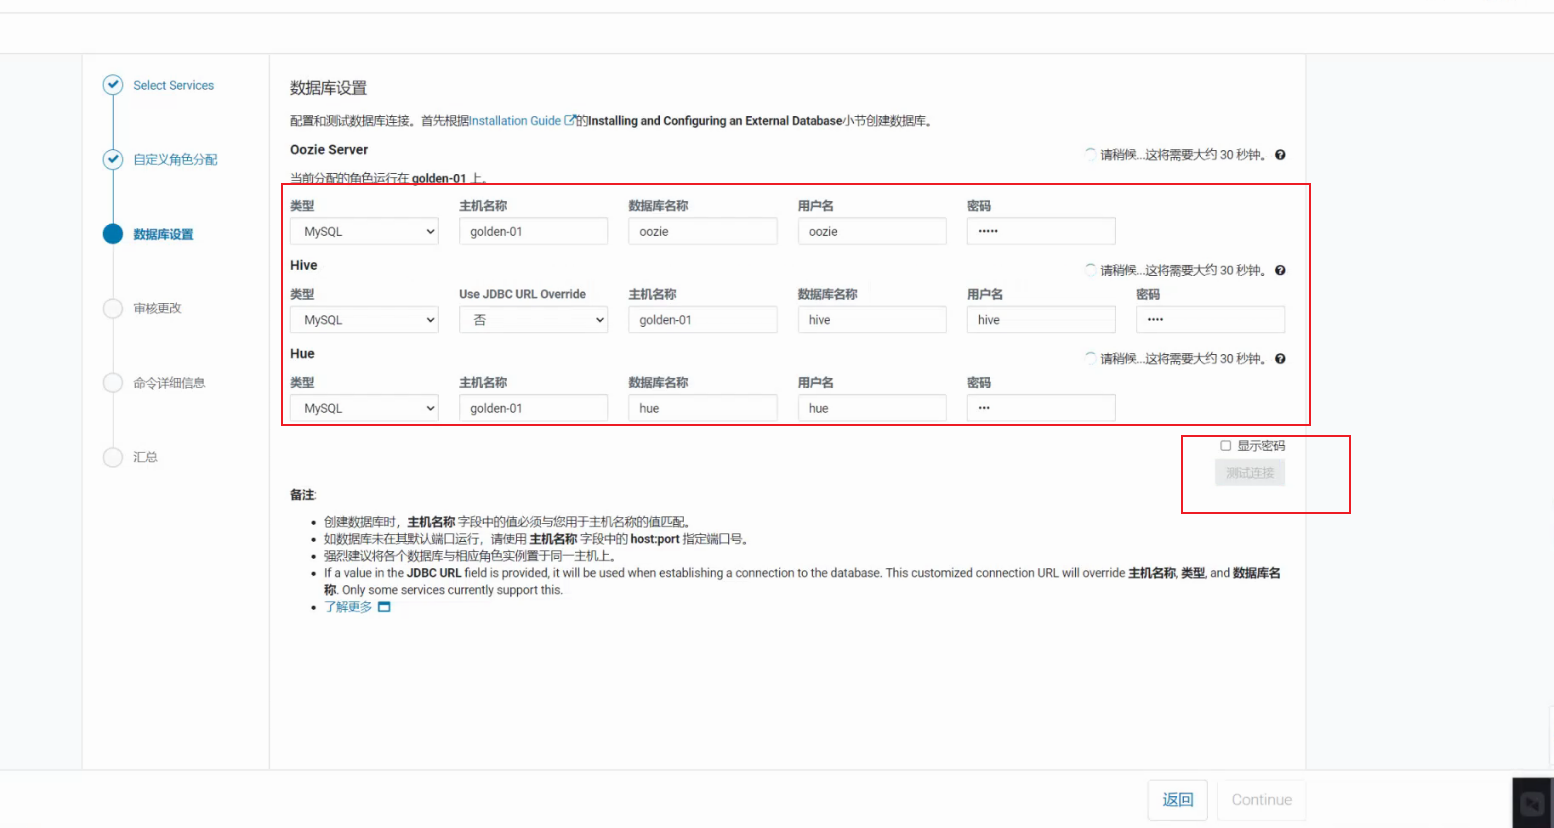 Select Services
自定义角色分配
数据库设置
审核更改
命令详细信息
汇总
数据库设置
配置和测试数据库连接。首先根据Installation Guide的Installing and Configuring an External Database小节创建数据库。
Oozie Server
请稍候...这将需要大约 30 秒钟。
当前分配的角色运行在 golden-01 上。
类型 主机名称 数据库名称 用户名 密码
MySQL golden-01 oozie oozie •••••
Hive
请稍候...这将需要大约 30 秒钟。
类型 Use JDBC URL Override 主机名称 数据库名称 用户名 密码
MySQL 否 golden-01 hive hive ••••
Hue
请稍候...这将需要大约 30 秒钟。
类型 主机名称 数据库名称 用户名 密码
MySQL golden-01 hue hue •••
显示密码
测试连接
备注:
创建数据库时，主机名称 字段中的值必须与您用于主机名称的值匹配。
如数据库未在其默认端口运行，请使用 主机名称 字段中的 host:port 指定端口号。
强烈建议将各个数据库与相应角色实例置于同一主机上。
If a value in the JDBC URL field is provided, it will be used when establishing a connection to the database. This customized connection URL will override 主机名称, 类型, and 数据库名
称. Only some services currently support this.
了解更多
返回
Continue